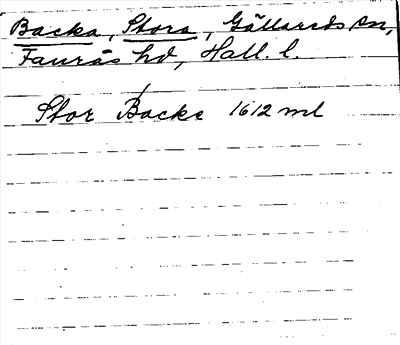 Backa, Stora, Gällareds sn,
Faurås hd, Hall. l.
Stor Backe 1612 ml